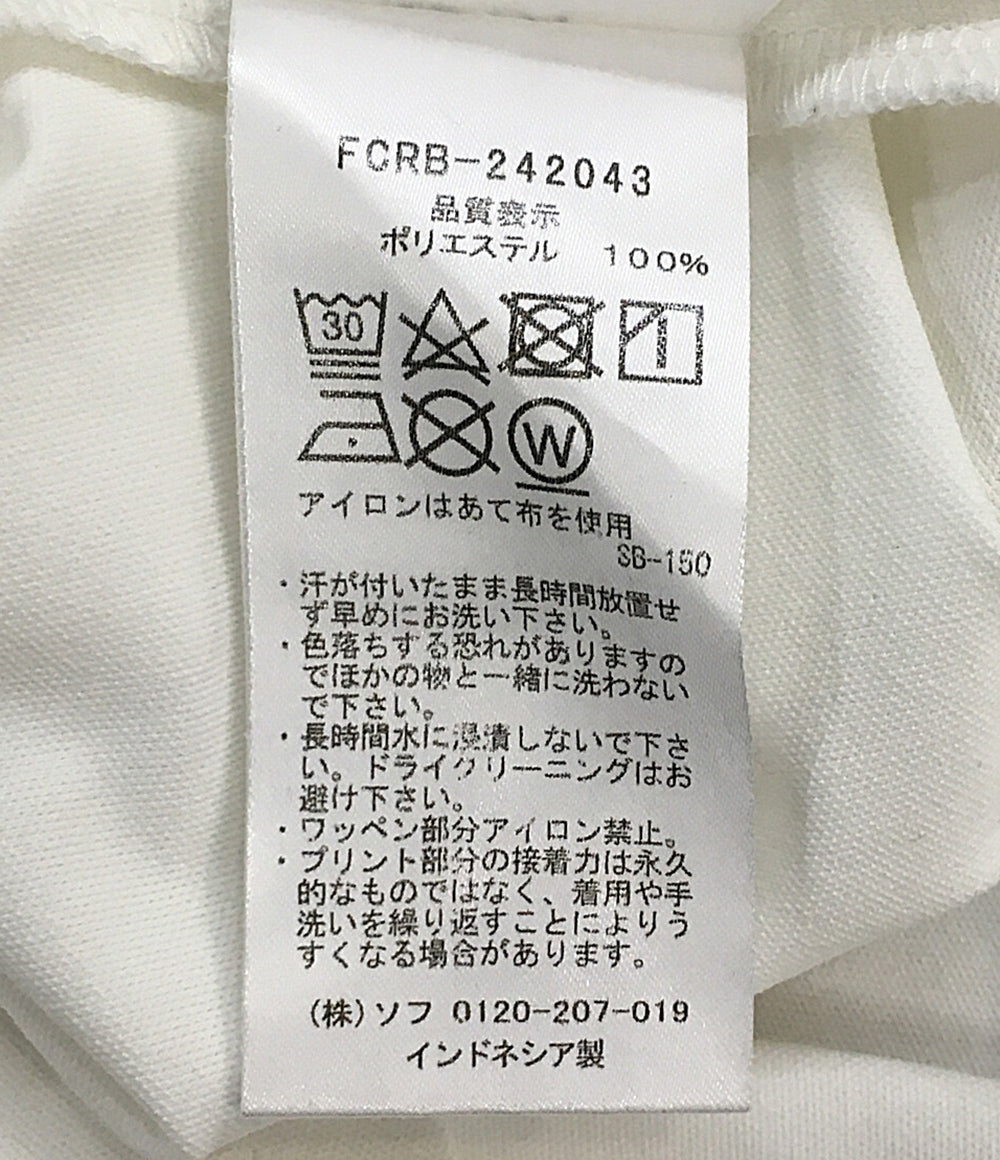 FCRB-242043
品質表示
ポリエステル 100%
30
W
アイロンはあて布を使用
SB-150
・汗が付いたまま長時間放置せ
ず早めにお洗い下さい。
・色落ちする恐れがありますの
でほかの物と一緒に洗わない
で下さい。
・長時間水に浸漬しないで下さ
い。ドライクリーニングはお
避け下さい。
・ワッペン部分アイロン禁止。
・プリント部分の接着力は永久
的なものではなく、着用や手
洗いを繰り返すことによりう
すくなる場合があります。
(株)ソフ 0120-207-019
インドネシア製